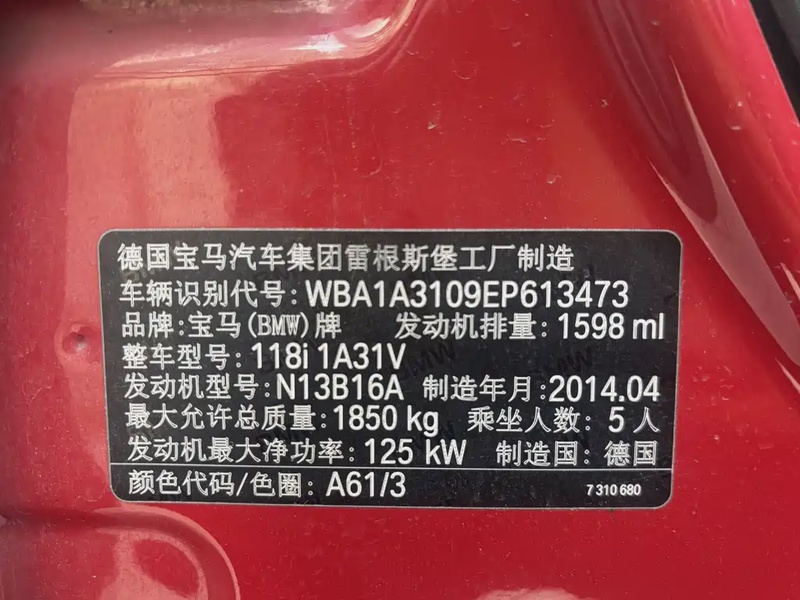 德国宝马汽车集团雷根斯堡工厂制造
车辆识别代号:WBA1A3109EP613473
品牌:宝马(BMW)牌 发动机排量:1598 ml
整车型号:118i 1A31V
发动机型号:N13B16A 制造年月:2014.04
最大允许总质量:1850 kg 乘坐人数:5人
发动机最大净功率:125 kW 制造国:德国
颜色代码/色圈:A61/3 7 310 680